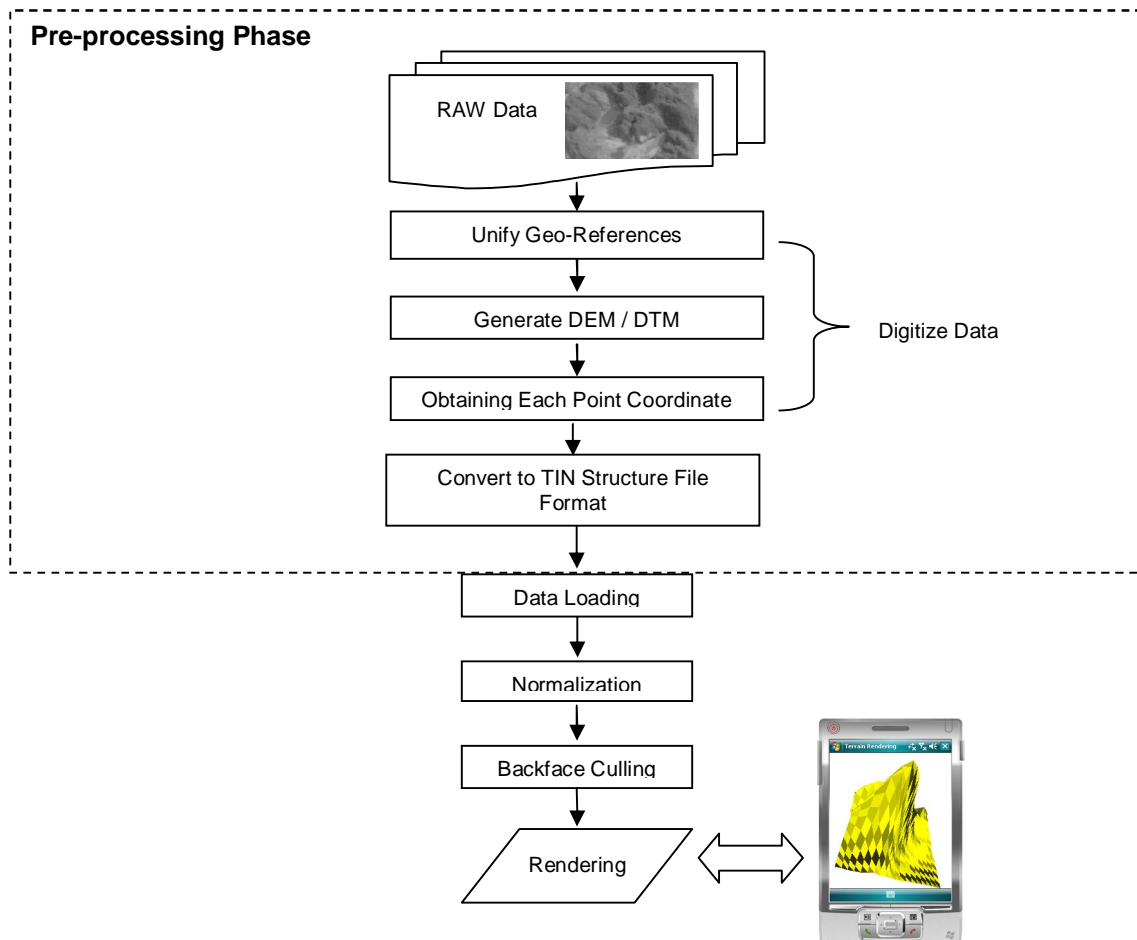 Pre-processing Phase
RAW Data
Unify Geo-References
Generate DEM / DTM
Digitize Data
Obtaining Each Point Coordinate
Convert to TIN Structure File
Format
Data Loading
Normalization
Terrain Rendering
Backface Culling
Rendering